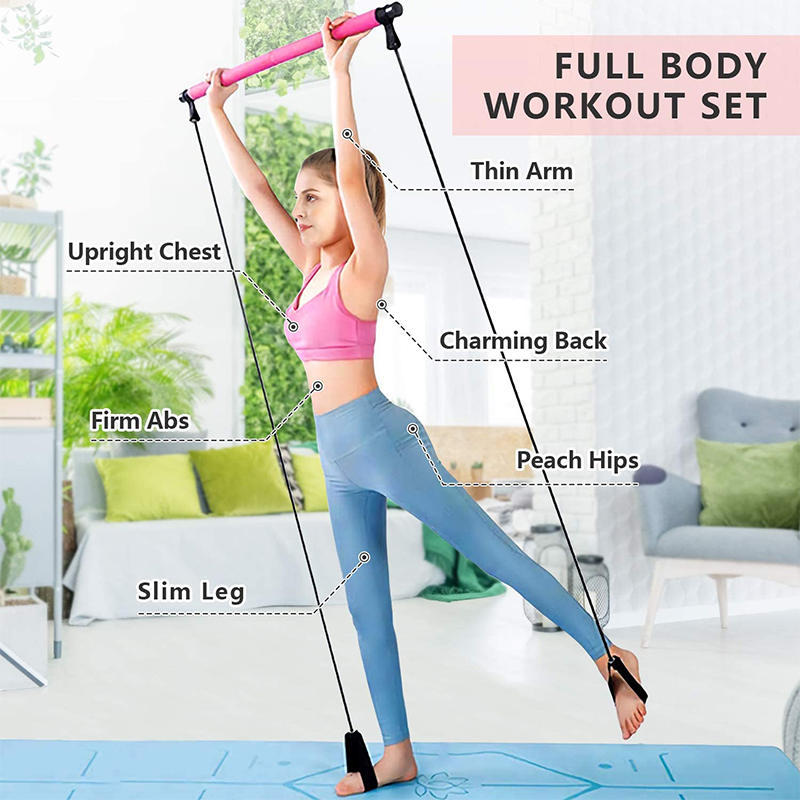 FULL BODY
WORKOUT SET
Thin Arm
Upright Chest
Charming Back
Firm Abs
Peach Hips
Slim Leg